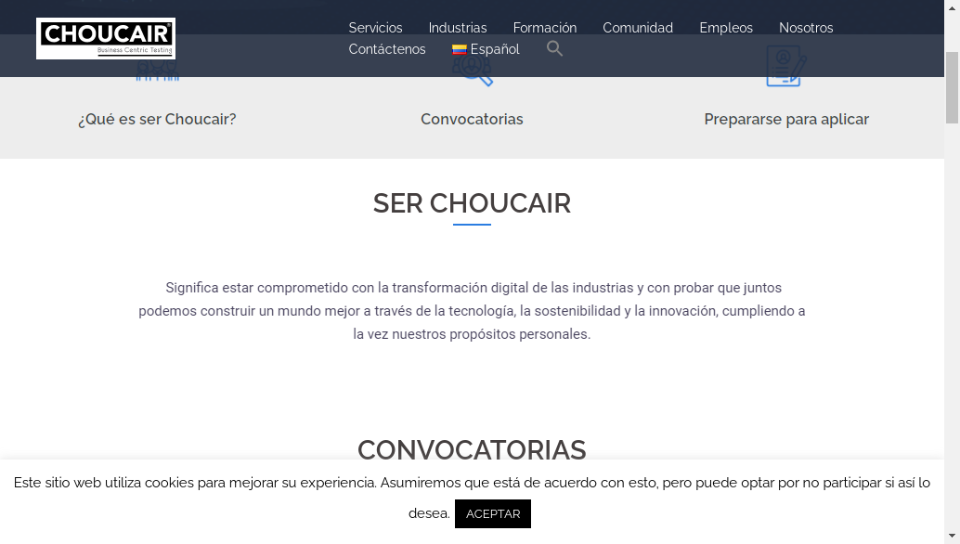 CHOUCAIR
Business Centric Testing
Servicios Industrias Formación Comunidad Empleos Nosotros
Contáctenos Español
¿Qué es ser Choucair? Convocatorias Prepararse para aplicar
SER CHOUCAIR
Significa estar comprometido con la transformación digital de las industrias y con probar que juntos
podemos construir un mundo mejor a través de la tecnología, la sostenibilidad y la innovación, cumpliendo a
la vez nuestros propósitos personales.
CONVOCATORIAS
Este sitio web utiliza cookies para mejorar su experiencia. Asumiremos que está de acuerdo con esto, pero puede optar por no participar si así lo
desea. ACEPTAR